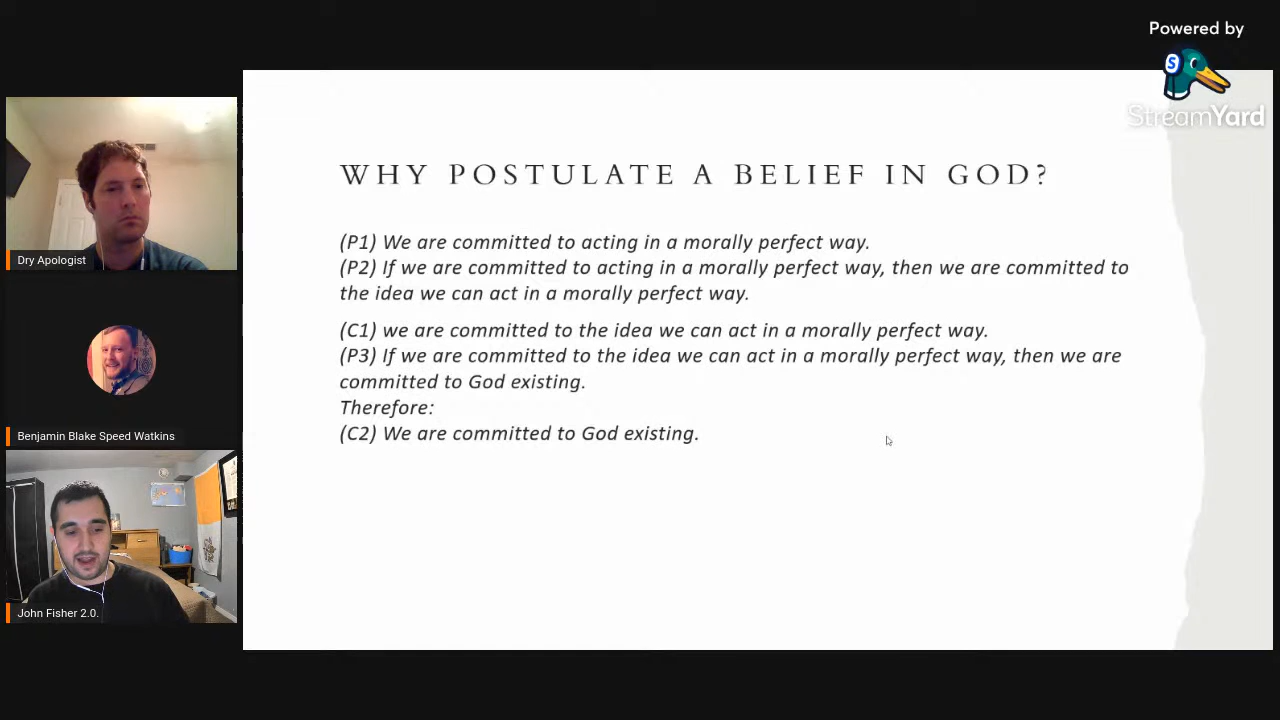 Powered by
StreamYard
WHY POSTULATE A BELIEF IN GOD?
(P1) We are committed to acting in a morally perfect way.
(P2) If we are committed to acting in a morally perfect way, then we are committed to
the idea we can act in a morally perfect way.
(C1) we are committed to the idea we can act in a morally perfect way.
(P3) If we are committed to the idea we can act in a morally perfect way, then we are
committed to God existing.
Therefore:
(C2) We are committed to God existing.
Dry Apologist
Benjamin Blake Speed Watkins
John Fisher 2.0.